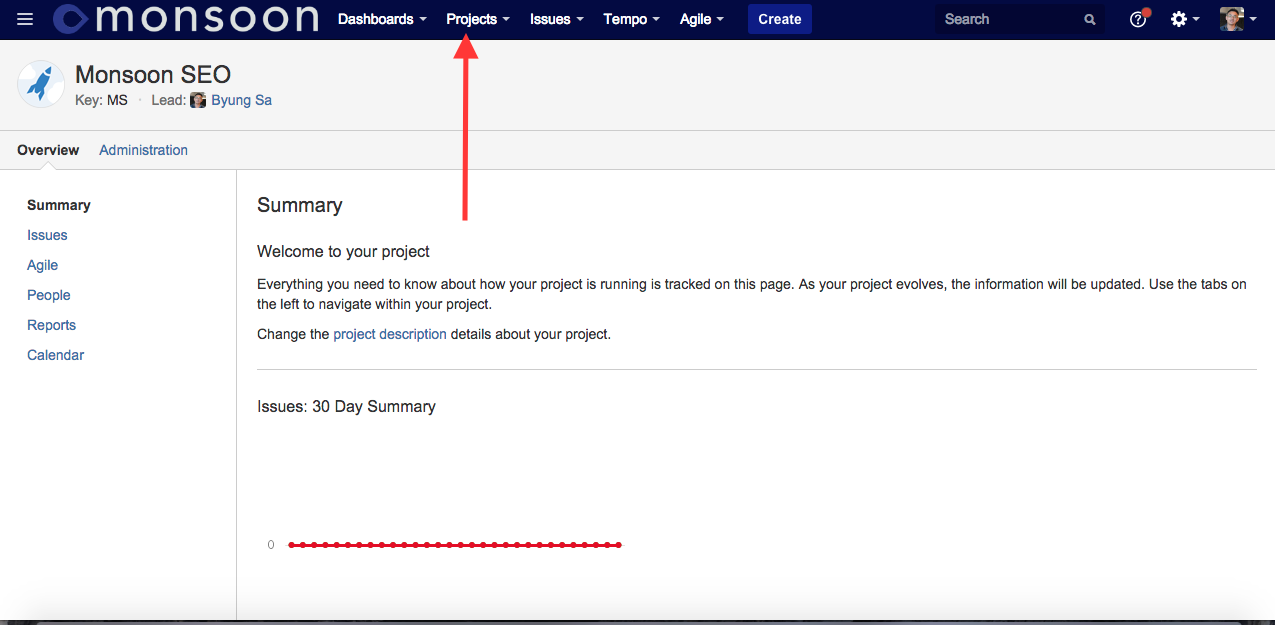 monsoon Dashboards Projects Issues Tempo Agile Create Search
Monsoon SEO
Key: MS · Lead: Byung Sa
Overview Administration
Summary
Issues
Agile
People
Reports
Calendar
Summary
Welcome to your project
Everything you need to know about how your project is running is tracked on this page. As your project evolves, the information will be updated. Use the tabs on
the left to navigate within your project.
Change the project description details about your project.
Issues: 30 Day Summary
0